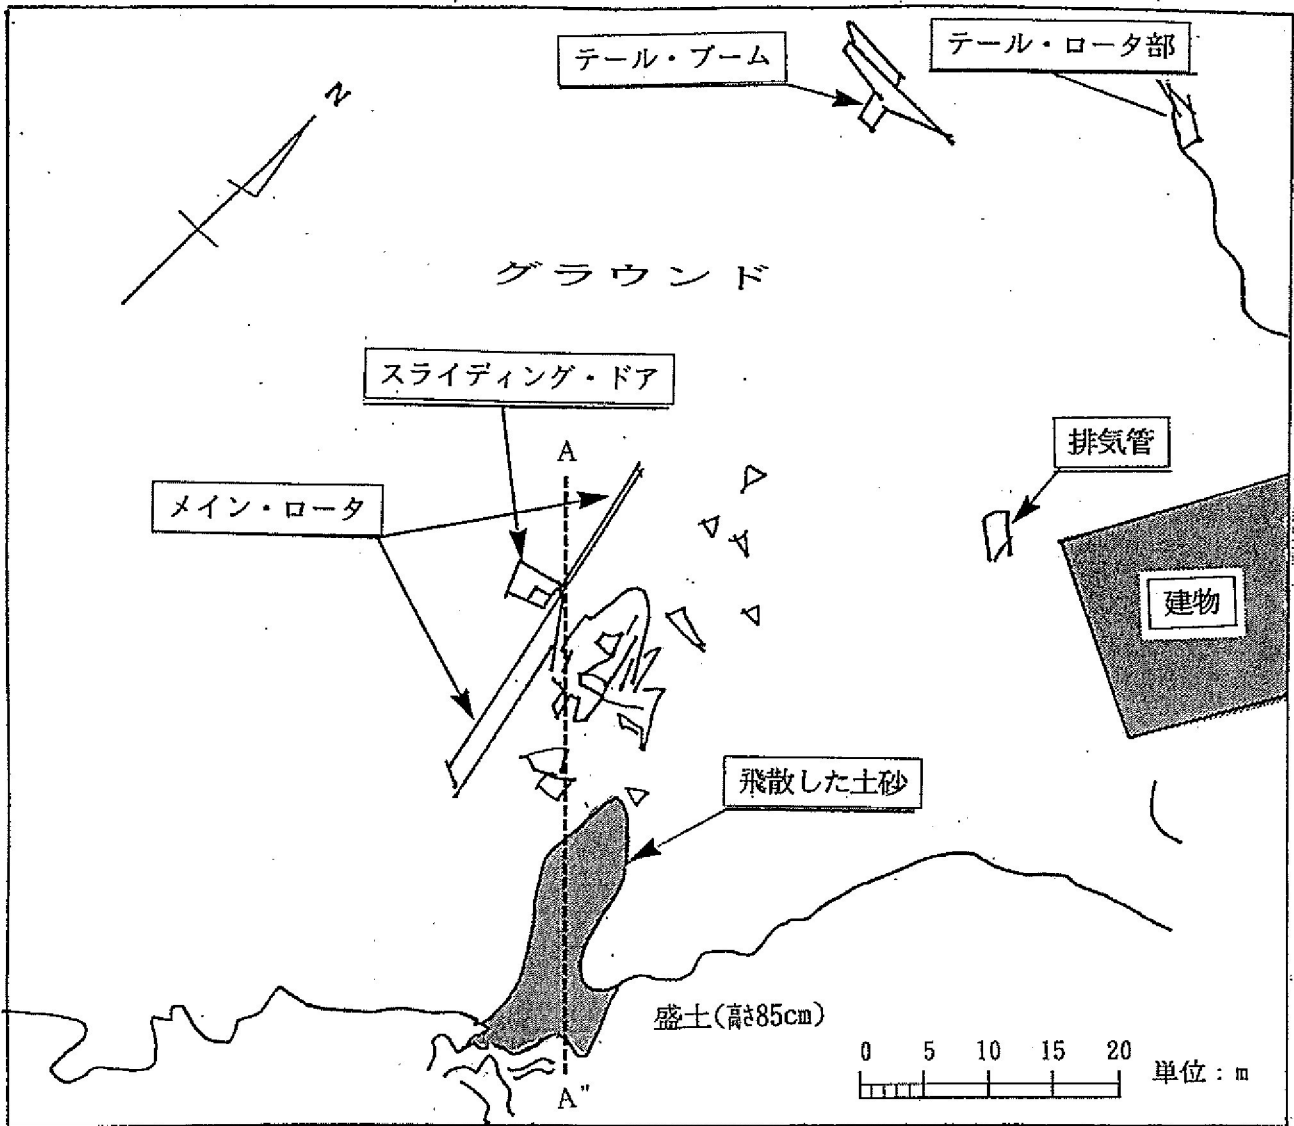 テール・ブーム
テール・ロータ部
N
グラウンド
スライディング・ドア
A
排気管
メイン・ロータ
建物
飛散した土砂
盛土(高さ85cm)
0 5 10 15 20
単位：m
A"